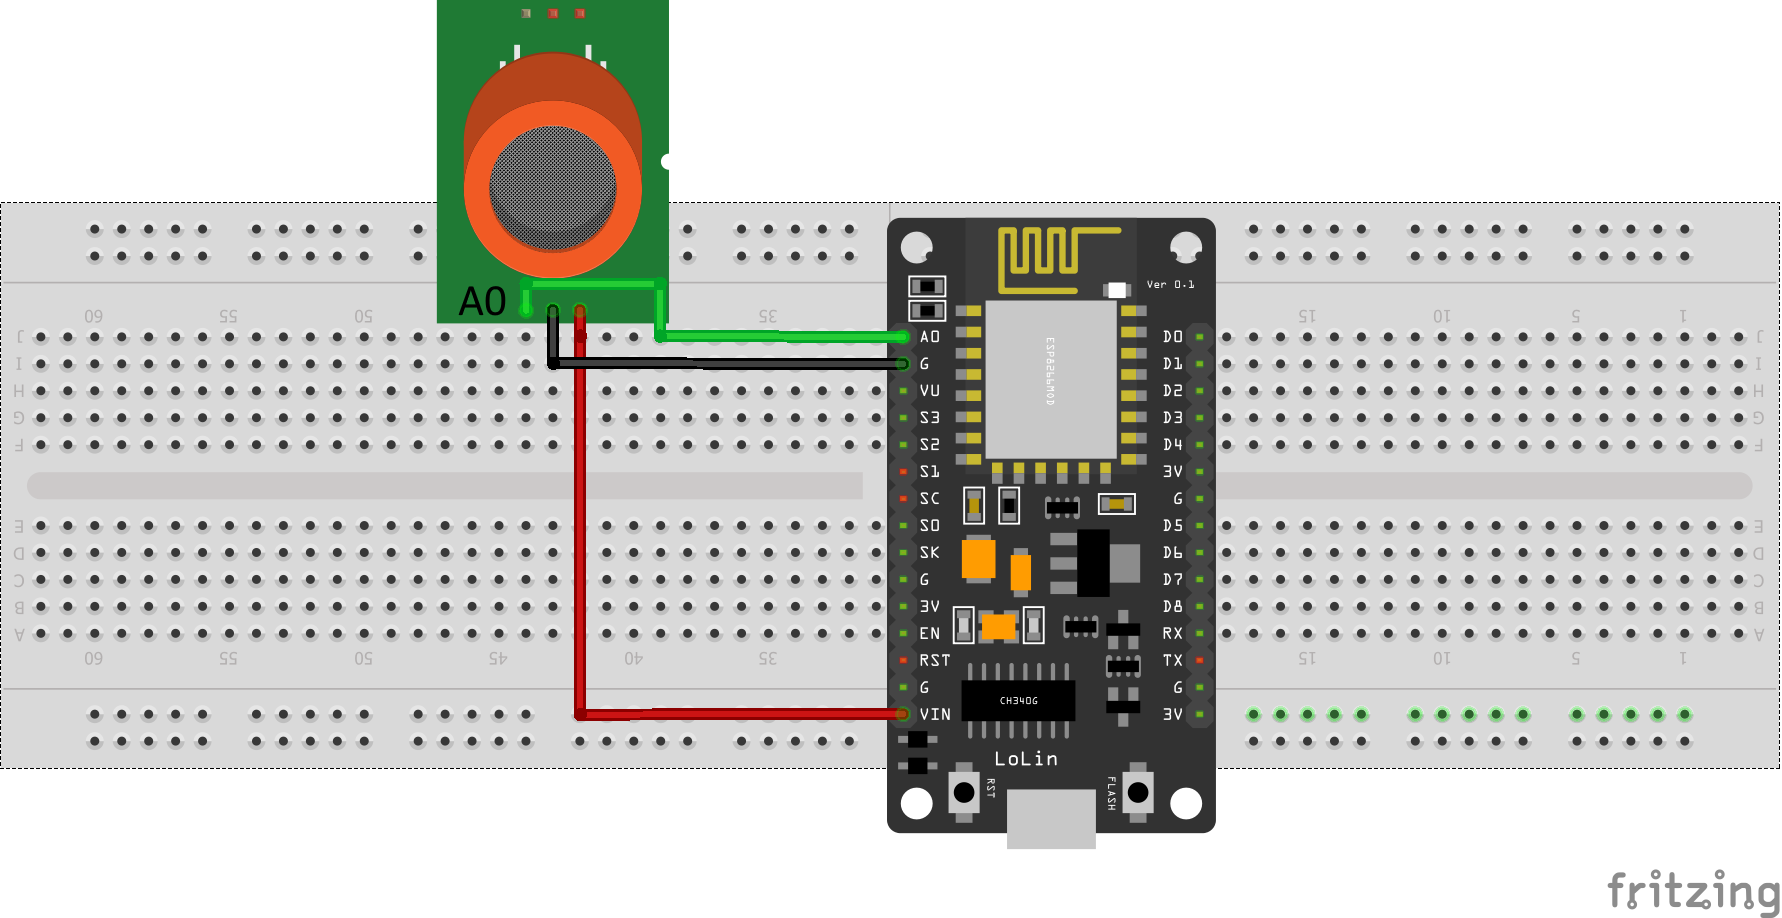 A0
60 55 50 45 40 35 15 10 5 1
J J
I I
H H
G G
F F
E E
D D
C C
B B
A A
60 55 50 45 40 35 15 10 5 1
Ver 0.1
ESP8266MOD
A0
G
VU
S3
S2
S1
SC
S0
SK
G
3V
EN
RST
G
VIN
D0
D1
D2
D3
D4
3V
G
D5
D6
D7
D8
RX
TX
G
3V
CH340G
LoLin
RST
FLASH
fritzing